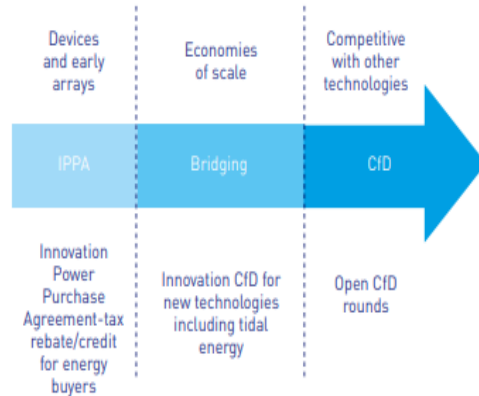 Devices
and early
arrays
Economies
of scale
Competitive
with other
technologies
IPPA
Bridging
CfD
Innovation
Power
Purchase
Agreement-tax
rebate/credit
for energy
buyers
Innovation CfD for
new technologies
including tidal
energy
Open CfD
rounds